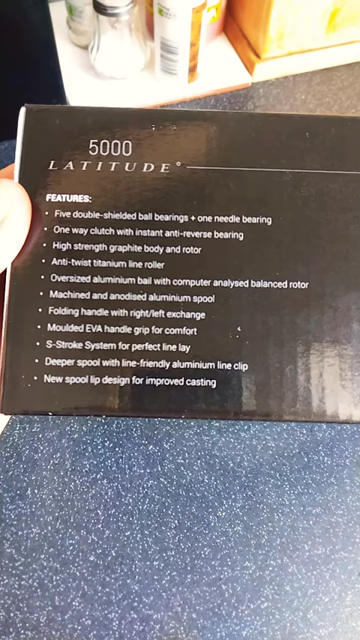 5000
LATITUDE°
FEATURES:
• Five double-shielded ball bearings + one needle bearing
• One way clutch with instant anti-reverse bearing
• High strength graphite body and rotor
• Anti-twist titanium line roller
• Oversized aluminium bail with computer analysed balanced rotor
• Machined and anodised aluminium spool
• Folding handle with right/left exchange
• Moulded EVA handle grip for comfort
• S-Stroke System for perfect line lay
• Deeper spool with line-friendly aluminium line clip
• New spool lip design for improved casting